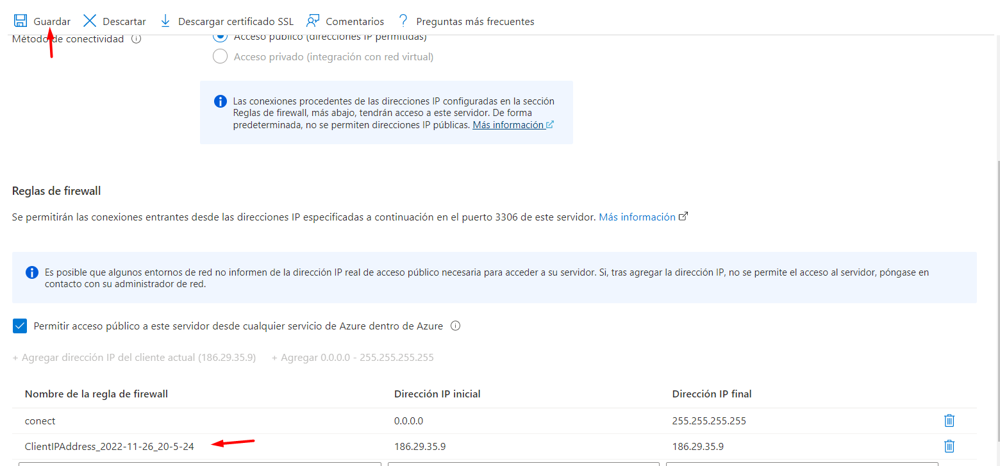 Guardar Descartar Descargar certificado SSL Comentarios Preguntas más frecuentes
Método de conectividad Acceso público (direcciones IP permitidas)
Acceso privado (integración con red virtual)
Las conexiones procedentes de las direcciones IP configuradas en la sección
Reglas de firewall, más abajo, tendrán acceso a este servidor. De forma
predeterminada, no se permiten direcciones IP públicas. Más información
Reglas de firewall
Se permitirán las conexiones entrantes desde las direcciones IP especificadas a continuación en el puerto 3306 de este servidor. Más información
Es posible que algunos entornos de red no informen de la dirección IP real de acceso público necesaria para acceder a su servidor. Si, tras agregar la dirección IP, no se permite el acceso al servidor, póngase en
contacto con su administrador de red.
Permitir acceso público a este servidor desde cualquier servicio de Azure dentro de Azure
+ Agregar dirección IP del cliente actual (186.29.35.9) + Agregar 0.0.0.0 - 255.255.255.255
Nombre de la regla de firewall Dirección IP inicial Dirección IP final
conect 0.0.0.0 255.255.255.255
ClientIPAddress_2022-11-26_20-5-24 186.29.35.9 186.29.35.9